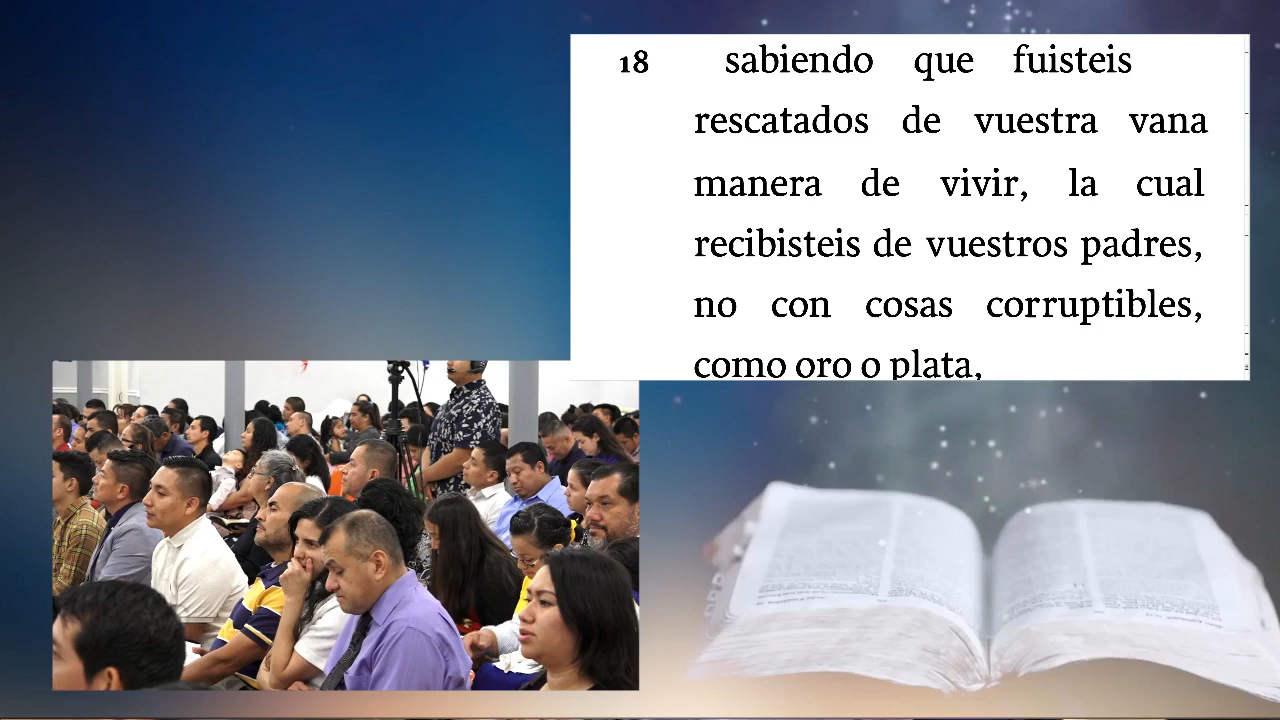 18 sabiendo que fuisteis
rescatados de vuestra vana
manera de vivir, la cual
recibisteis de vuestros padres,
no con cosas corruptibles,
como oro o plata,